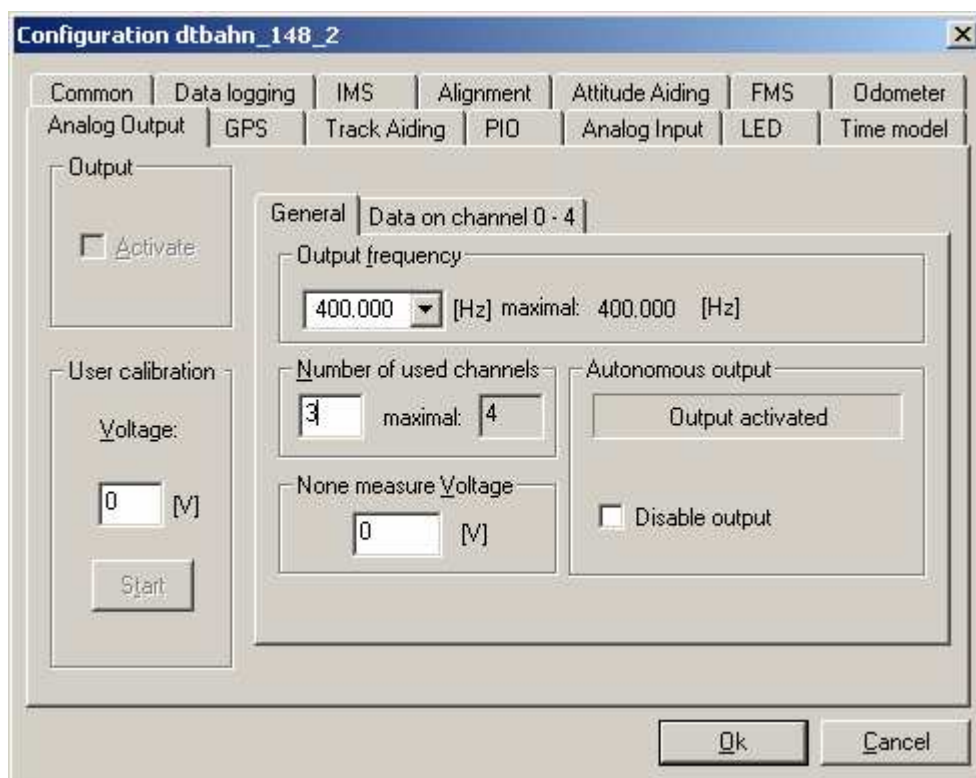 Configuration dtbahn_148_2
Common Data logging IMS Alignment Attitude Aiding FMS Odometer
Analog Output GPS Track Aiding PIO Analog Input LED Time model
Output
Activate
User calibration
Voltage:
0 [V]
Start
General Data on channel 0 - 4
Output frequency
400.000 [Hz] maximal: 400.000 [Hz]
Number of used channels
3 maximal: 4
Autonomous output
Output activated
None measure Voltage
0 [V]
Disable output
Ok Cancel